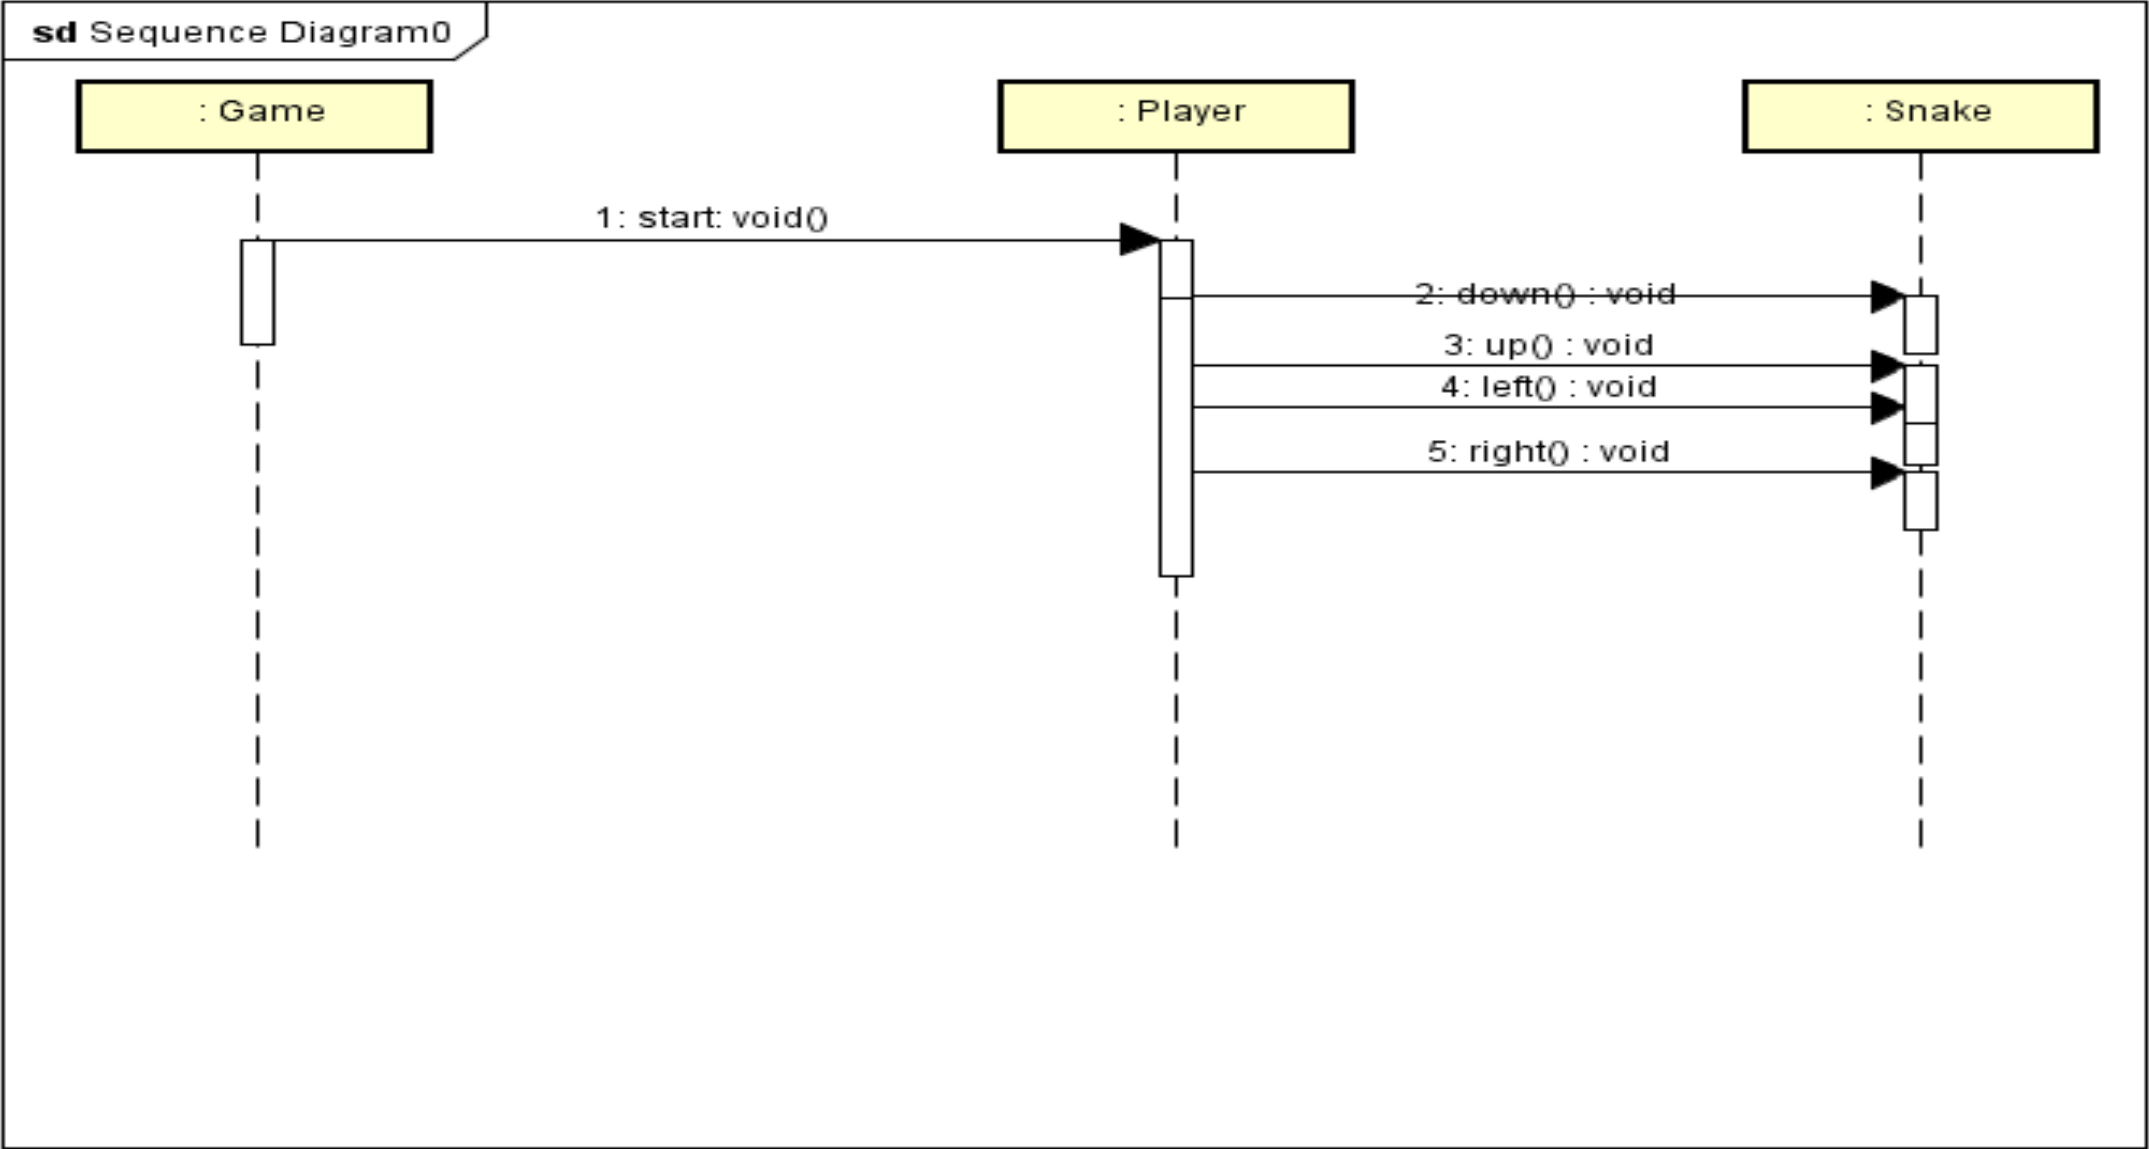 sd Sequence Diagram0
: Game
: Player
: Snake
1: start: void()
2: down() : void
3: up() : void
4: left() : void
5: right() : void